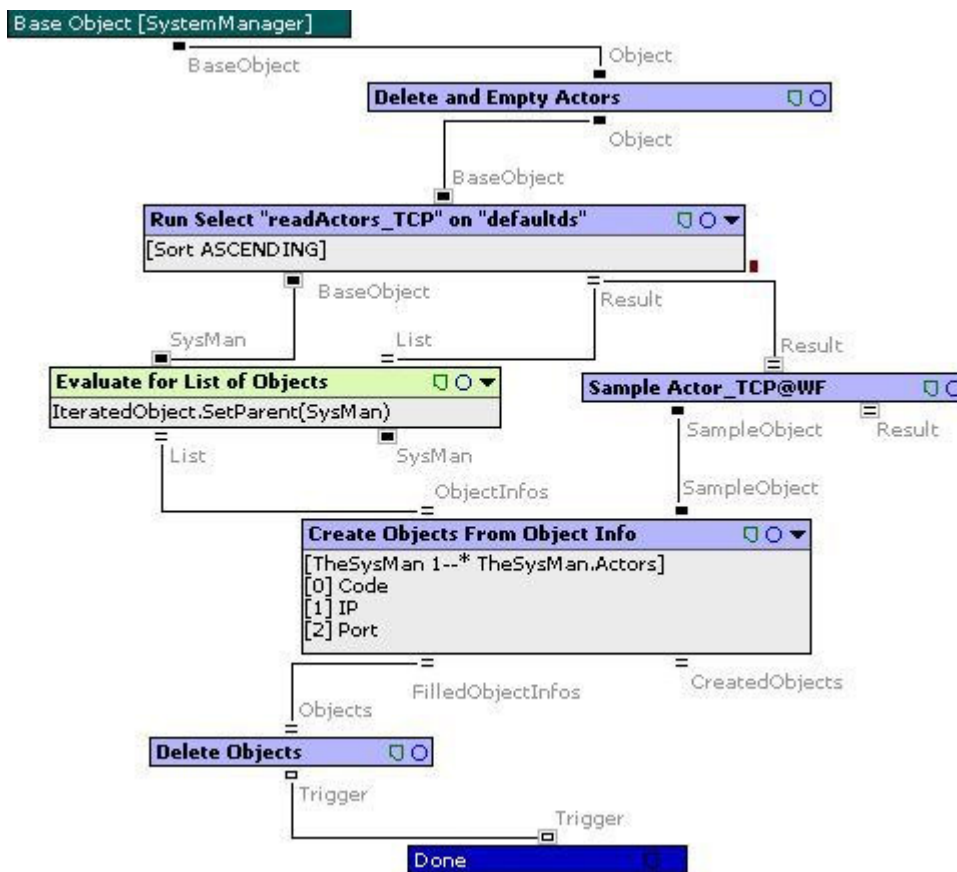 Base Object [SystemManager]
BaseObject
Object
Delete and Empty Actors
Object
BaseObject
Run Select "readActors_TCP" on "defaultds"
[Sort ASCENDING]
BaseObject
Result
SysMan
List
Result
Evaluate for List of Objects
Sample Actor_TCP@WF
IteratedObject.SetParent(SysMan)
List
SysMan
SampleObject
Result
ObjectInfos
SampleObject
Create Objects From Object Info
[TheSysMan 1--* TheSysMan.Actors]
[0] Code
[1] IP
[2] Port
FilledObjectInfos
CreatedObjects
Objects
Delete Objects
Trigger
Trigger
Done